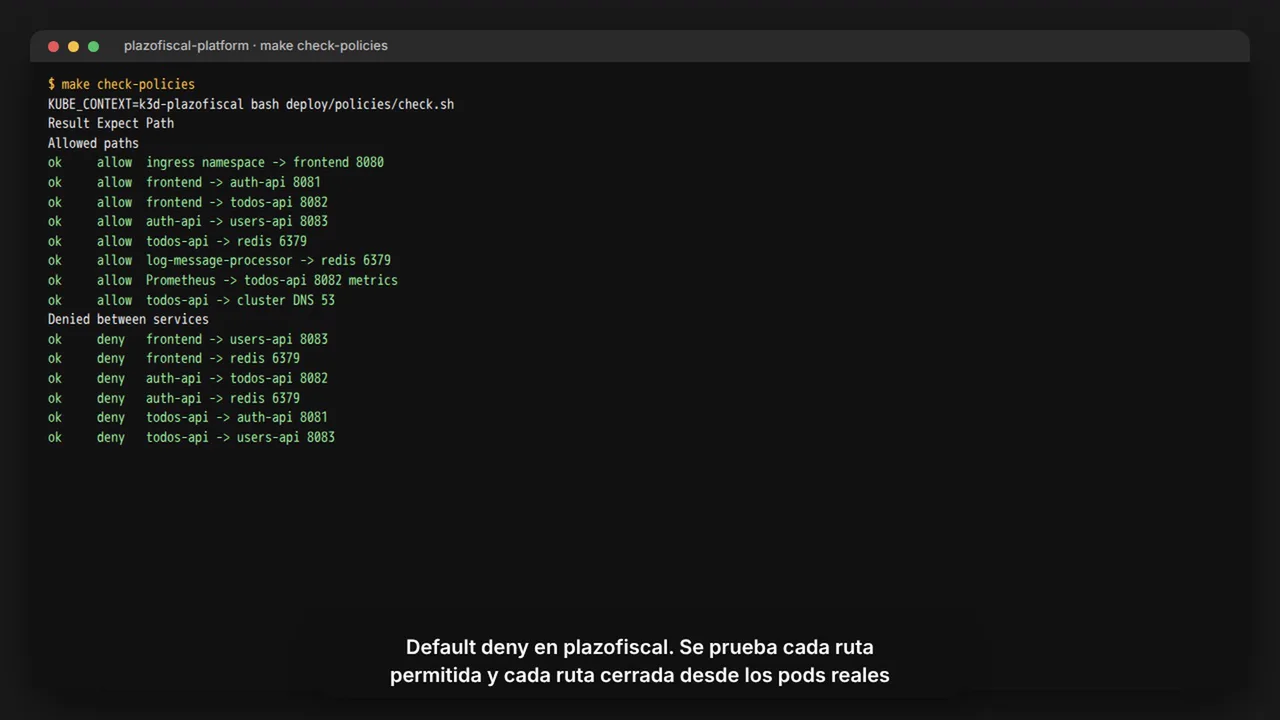 plazofiscal-platform · make check-policies
$ make check-policies
KUBE_CONTEXT=k3d-plazofiscal bash deploy/policies/check.sh
Result Expect Path
Allowed paths
ok allow ingress namespace -> frontend 8080
ok allow frontend -> auth-api 8081
ok allow frontend -> todos-api 8082
ok allow auth-api -> users-api 8083
ok allow todos-api -> redis 6379
ok allow log-message-processor -> redis 6379
ok allow Prometheus -> todos-api 8082 metrics
ok allow todos-api -> cluster DNS 53
Denied between services
ok deny frontend -> users-api 8083
ok deny frontend -> redis 6379
ok deny auth-api -> todos-api 8082
ok deny auth-api -> redis 6379
ok deny todos-api -> auth-api 8081
ok deny todos-api -> users-api 8083
Default deny en plazofiscal. Se prueba cada ruta
permitida y cada ruta cerrada desde los pods reales